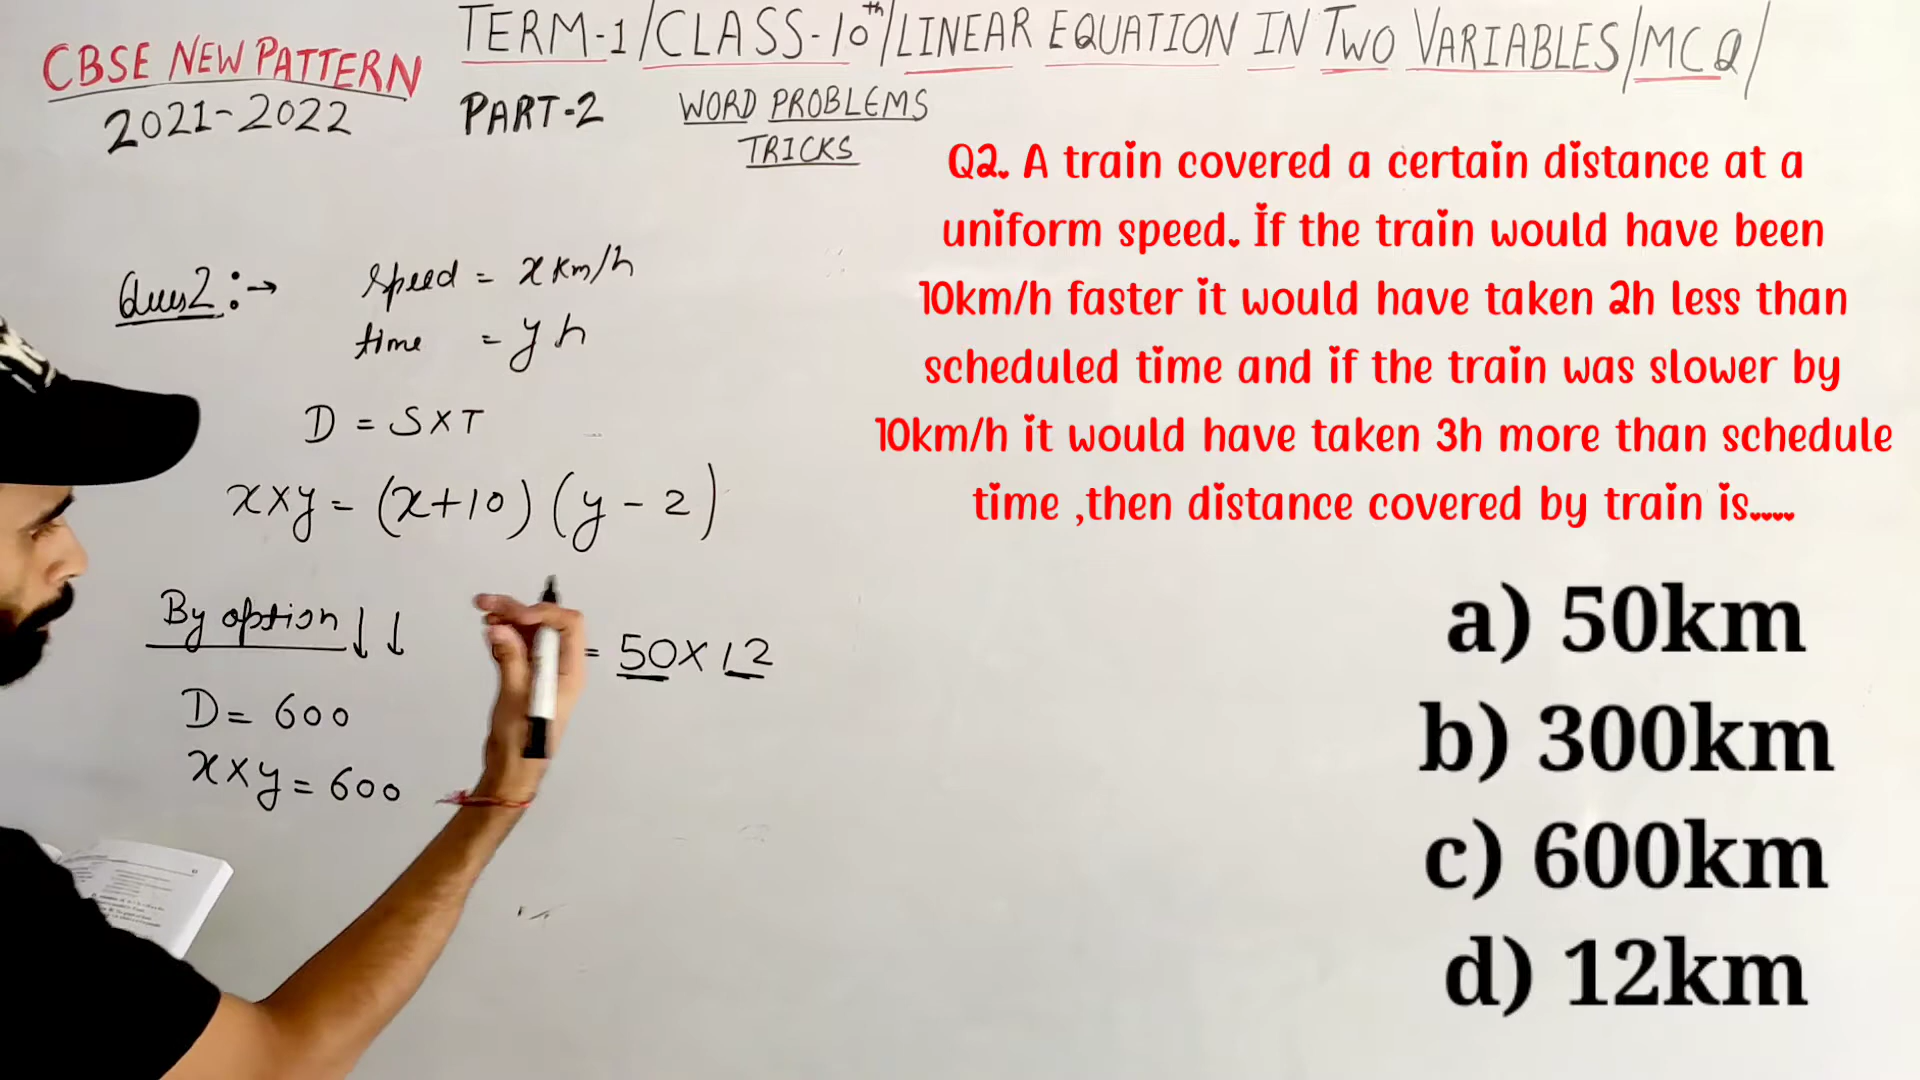 CBSE NEW PATTERN
2021-2022
TERM-1/CLASS-10th/LINEAR EQUATION IN TWO VARIABLES/MCQ/
PART-2
WORD PROBLEMS
TRICKS
Ques2:→
Speed = x km/h
time = y h
D = S×T
x×y = (x+10)(y-2)
By option ↓↓
D = 600
x×y = 600
= 50×12
Q2. A train covered a certain distance at a
uniform speed. If the train would have been
10km/h faster it would have taken 2h less than
scheduled time and if the train was slower by
10km/h it would have taken 3h more than schedule
time ,then distance covered by train is.....
a) 50km
b) 300km
c) 600km
d) 12km